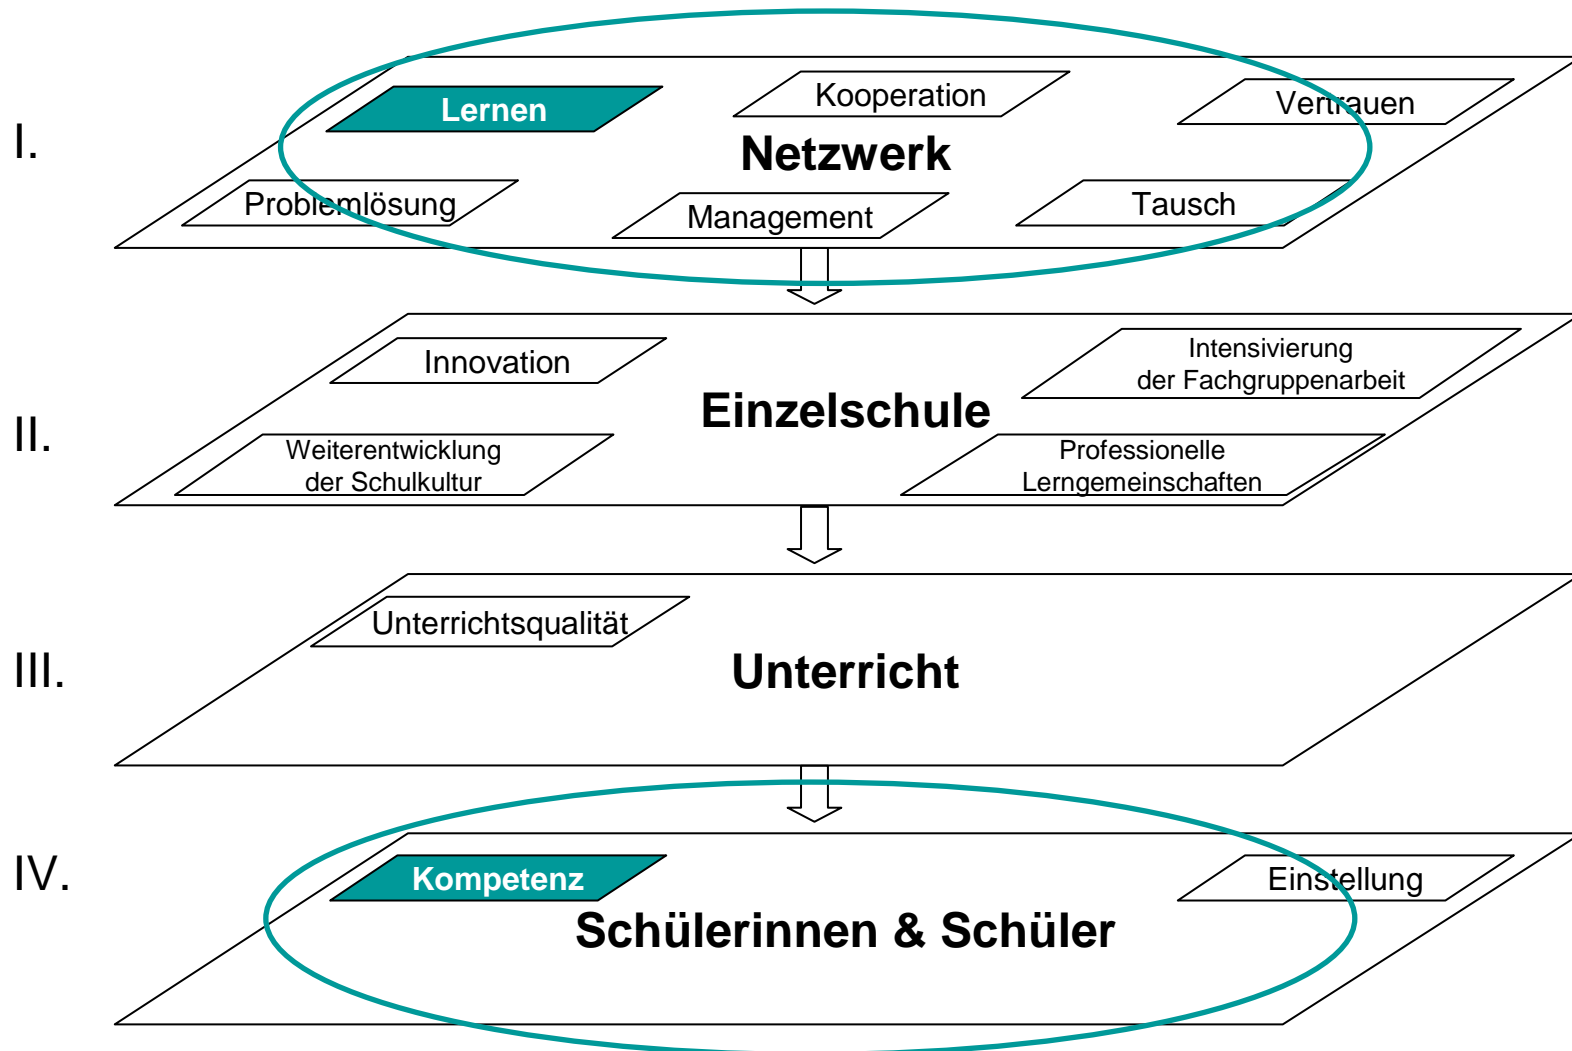 I.
Lernen
Kooperation
Vertrauen
Netzwerk
Problemlösung
Management
Tausch
II.
Innovation
Intensivierung
der Fachgruppenarbeit
Einzelschule
Weiterentwicklung
der Schulkultur
Professionelle
Lerngemeinschaften
III.
Unterrichtsqualität
Unterricht
IV.
Kompetenz
Einstellung
Schülerinnen & Schüler